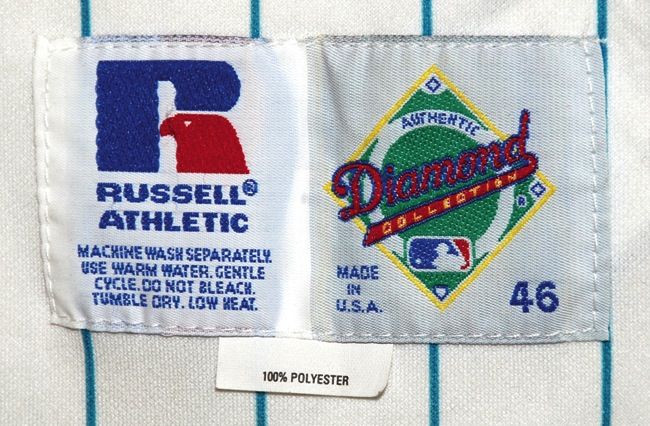 RUSSELL®
ATHLETIC
MACHINE WASH SEPARATELY.
USE WARM WATER. GENTLE
CYCLE. DO NOT BLEACH.
TUMBLE DRY. LOW HEAT.
AUTHENTIC
Diamond
COLLECTION
®
MADE
IN
U.S.A.
46
100% POLYESTER